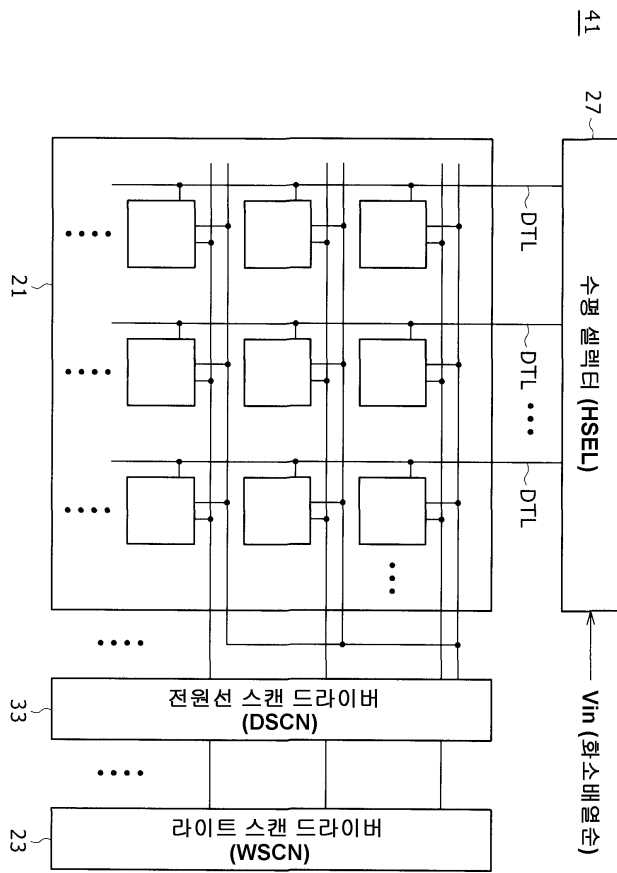 41
27
수평 셀렉터 (HSEL)
Vin (화소배열순)
DTL
DTL
DTL
21
전원선 스캔 드라이버
(DSCN)
33
라이트 스캔 드라이버
(WSCN)
23